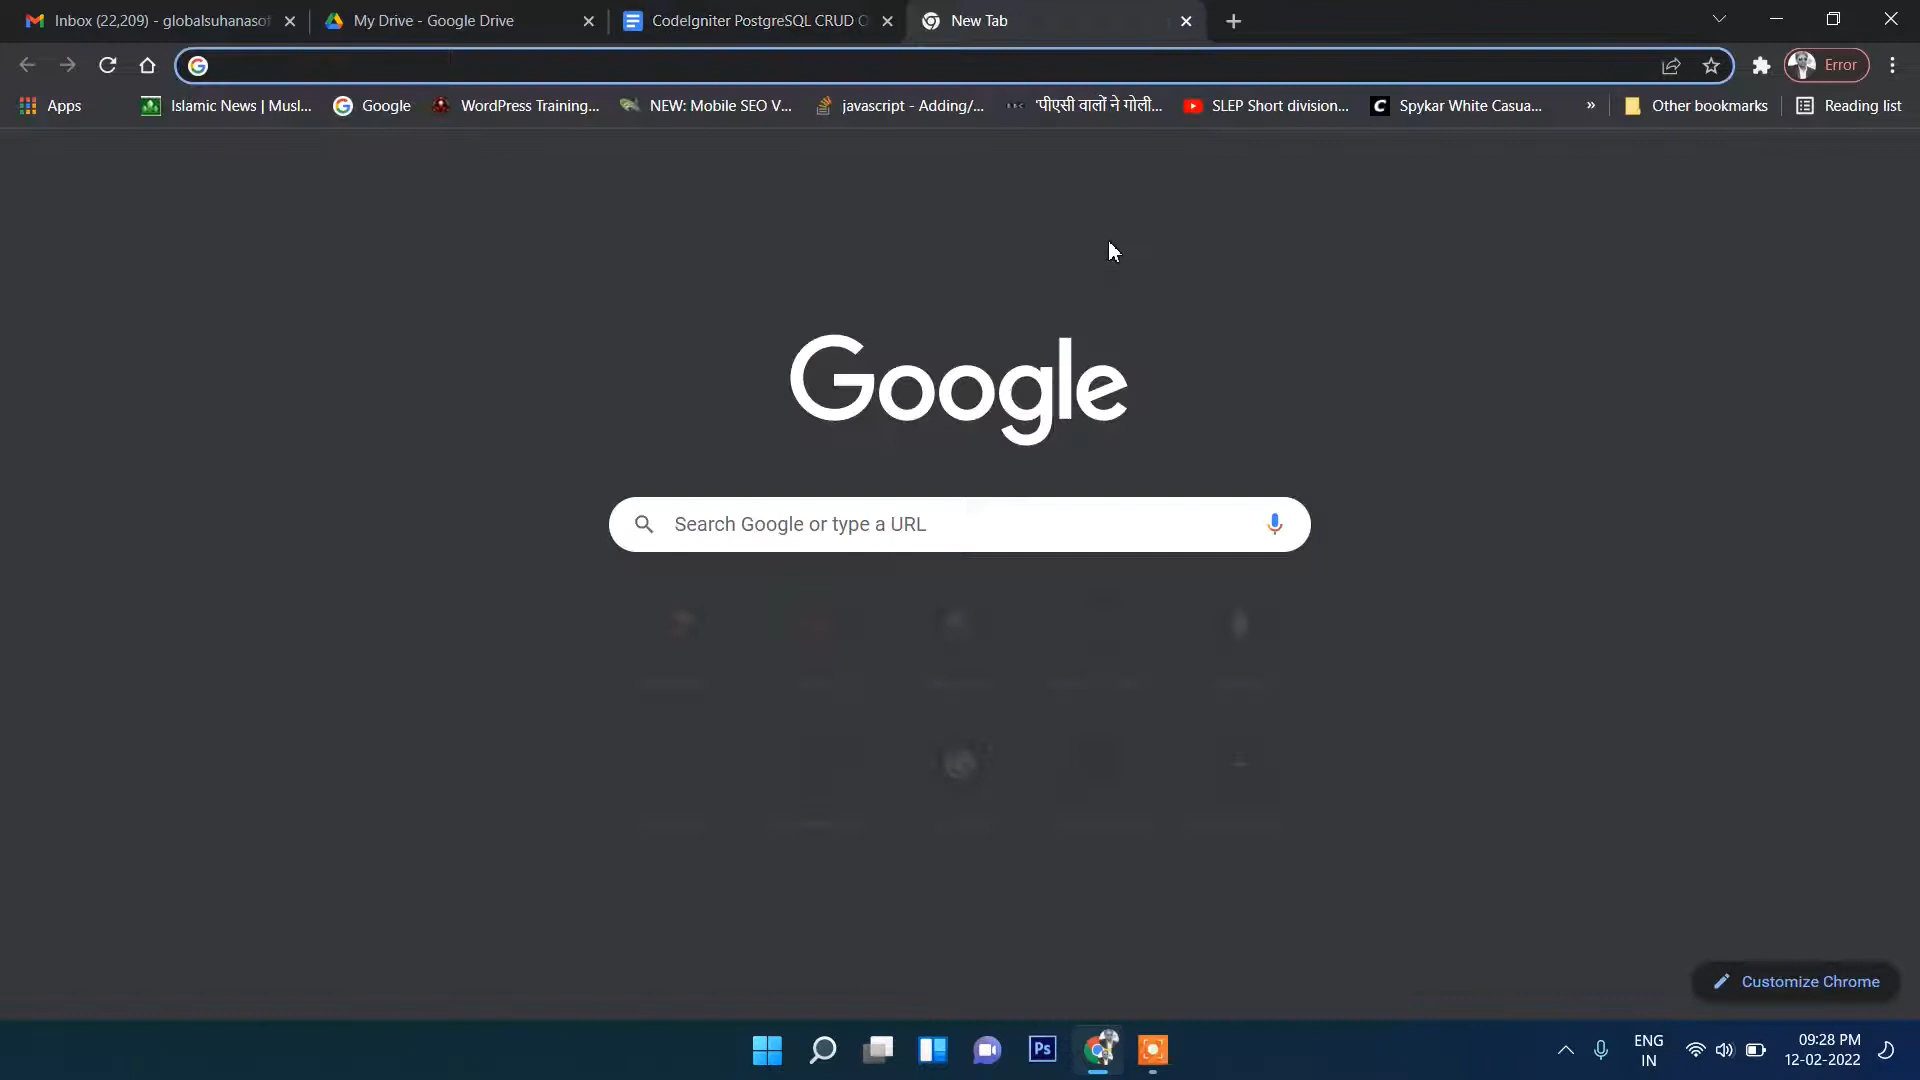 Inbox (22,209) - globalsuhanasof
My Drive - Google Drive
CodeIgniter PostgreSQL CRUD O
New Tab
Error
Apps
Islamic News | Musl...
Google
WordPress Training...
NEW: Mobile SEO V...
javascript - Adding/...
'पीएसी वालों ने गोली...
SLEP Short division...
Spykar White Casua...
»
Other bookmarks
Reading list
Google
Search Google or type a URL
Customize Chrome
Ps
ENG
IN
09:28 PM
12-02-2022